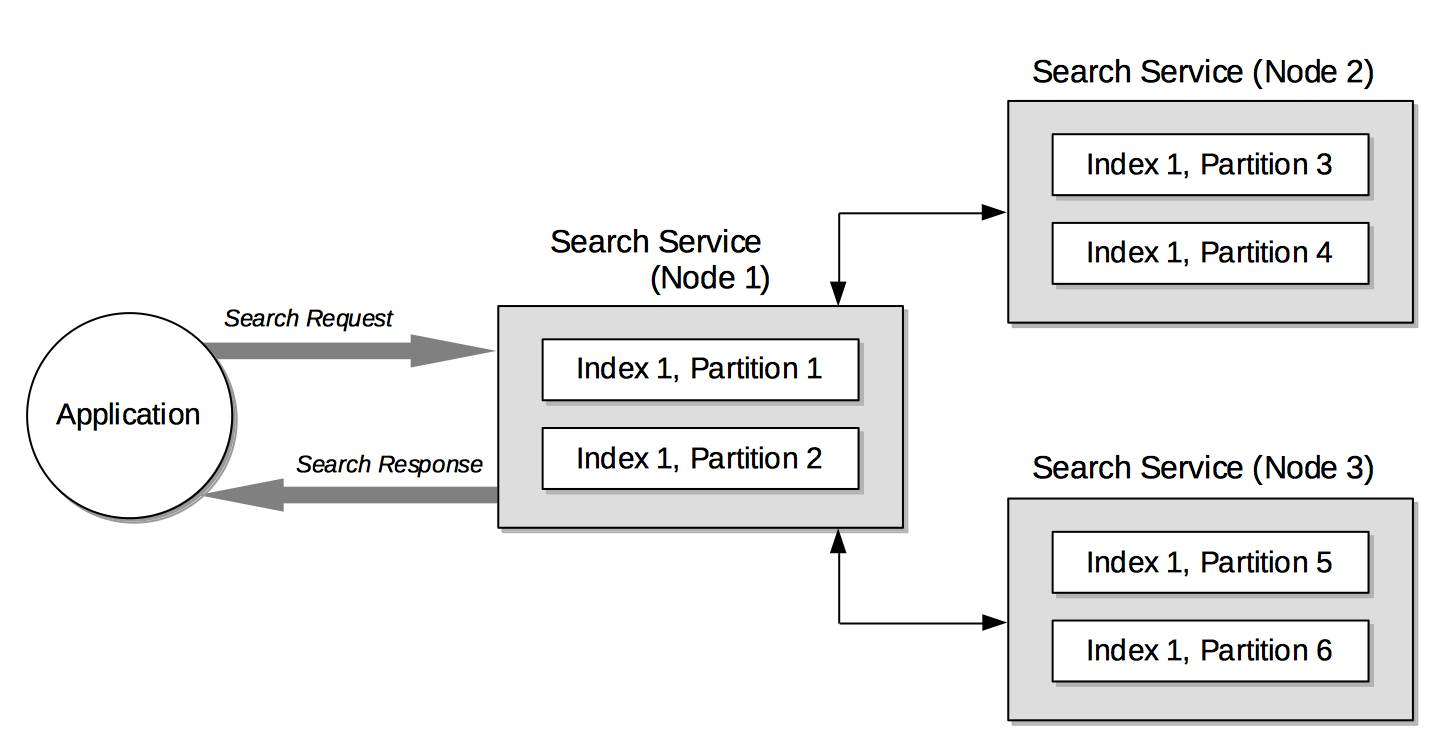 Search Service (Node 2)
Index 1, Partition 3
Index 1, Partition 4
Search Service
(Node 1)
Search Request
Index 1, Partition 1
Application
Index 1, Partition 2
Search Response
Search Service (Node 3)
Index 1, Partition 5
Index 1, Partition 6